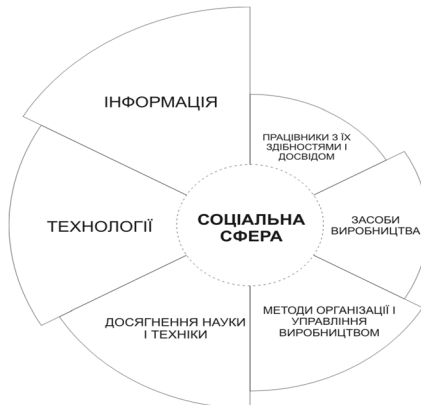 ІНФОРМАЦІЯ
ПРАЦІВНИКИ З ЇХ
ЗДІБНОСТЯМИ І
ДОСВІДОМ
ТЕХНОЛОГІЇ
СОЦІАЛЬНА
СФЕРА
ЗАСОБИ
ВИРОБНИЦТВА
ДОСЯГНЕННЯ НАУКИ
І ТЕХНІКИ
МЕТОДИ ОРГАНІЗАЦІЇ І
УПРАВЛІННЯ
ВИРОБНИЦТВОМ